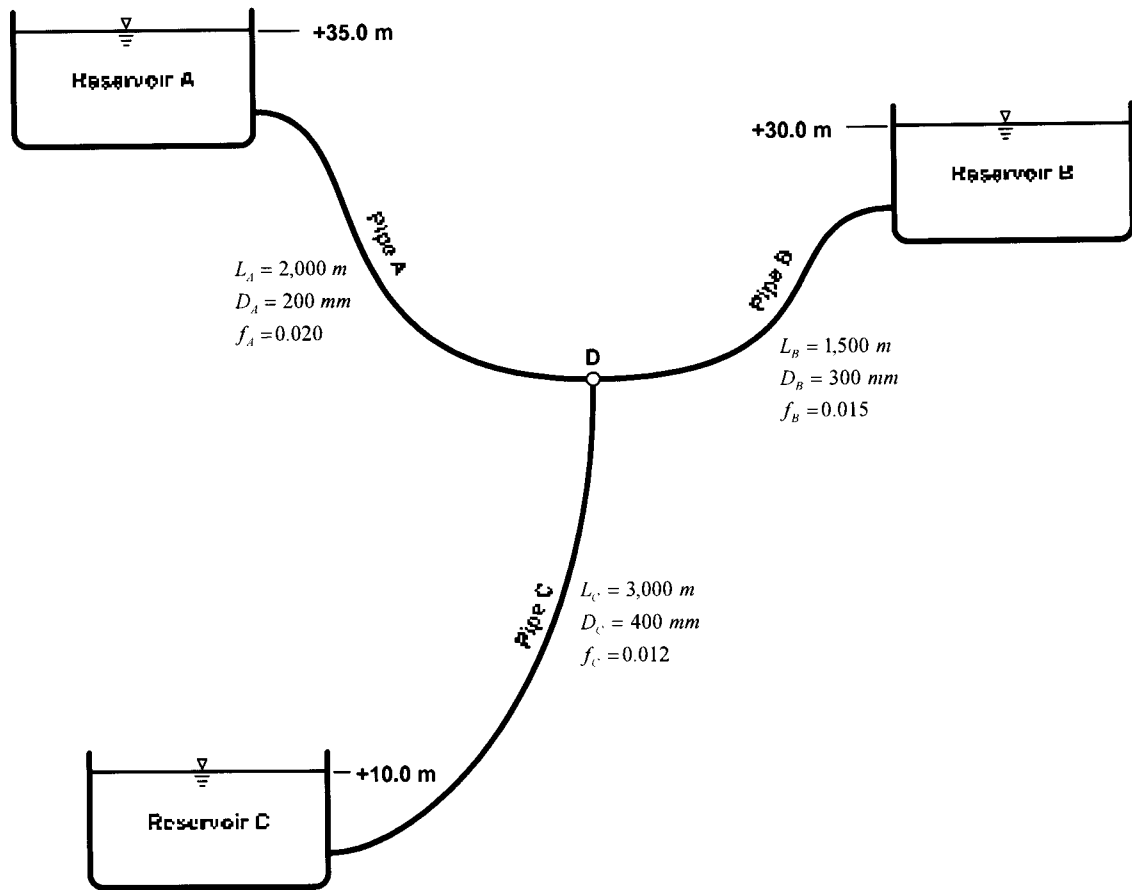 +35.0 m
Reservoir A
+30.0 m
Reservoir B
Pipe A
L_A = 2,000 m
D_A = 200 mm
f_A = 0.020
Pipe B
D
L_B = 1,500 m
D_B = 300 mm
f_B = 0.015
Pipe C
L_C = 3,000 m
D_C = 400 mm
f_C = 0.012
+10.0 m
Reservoir C